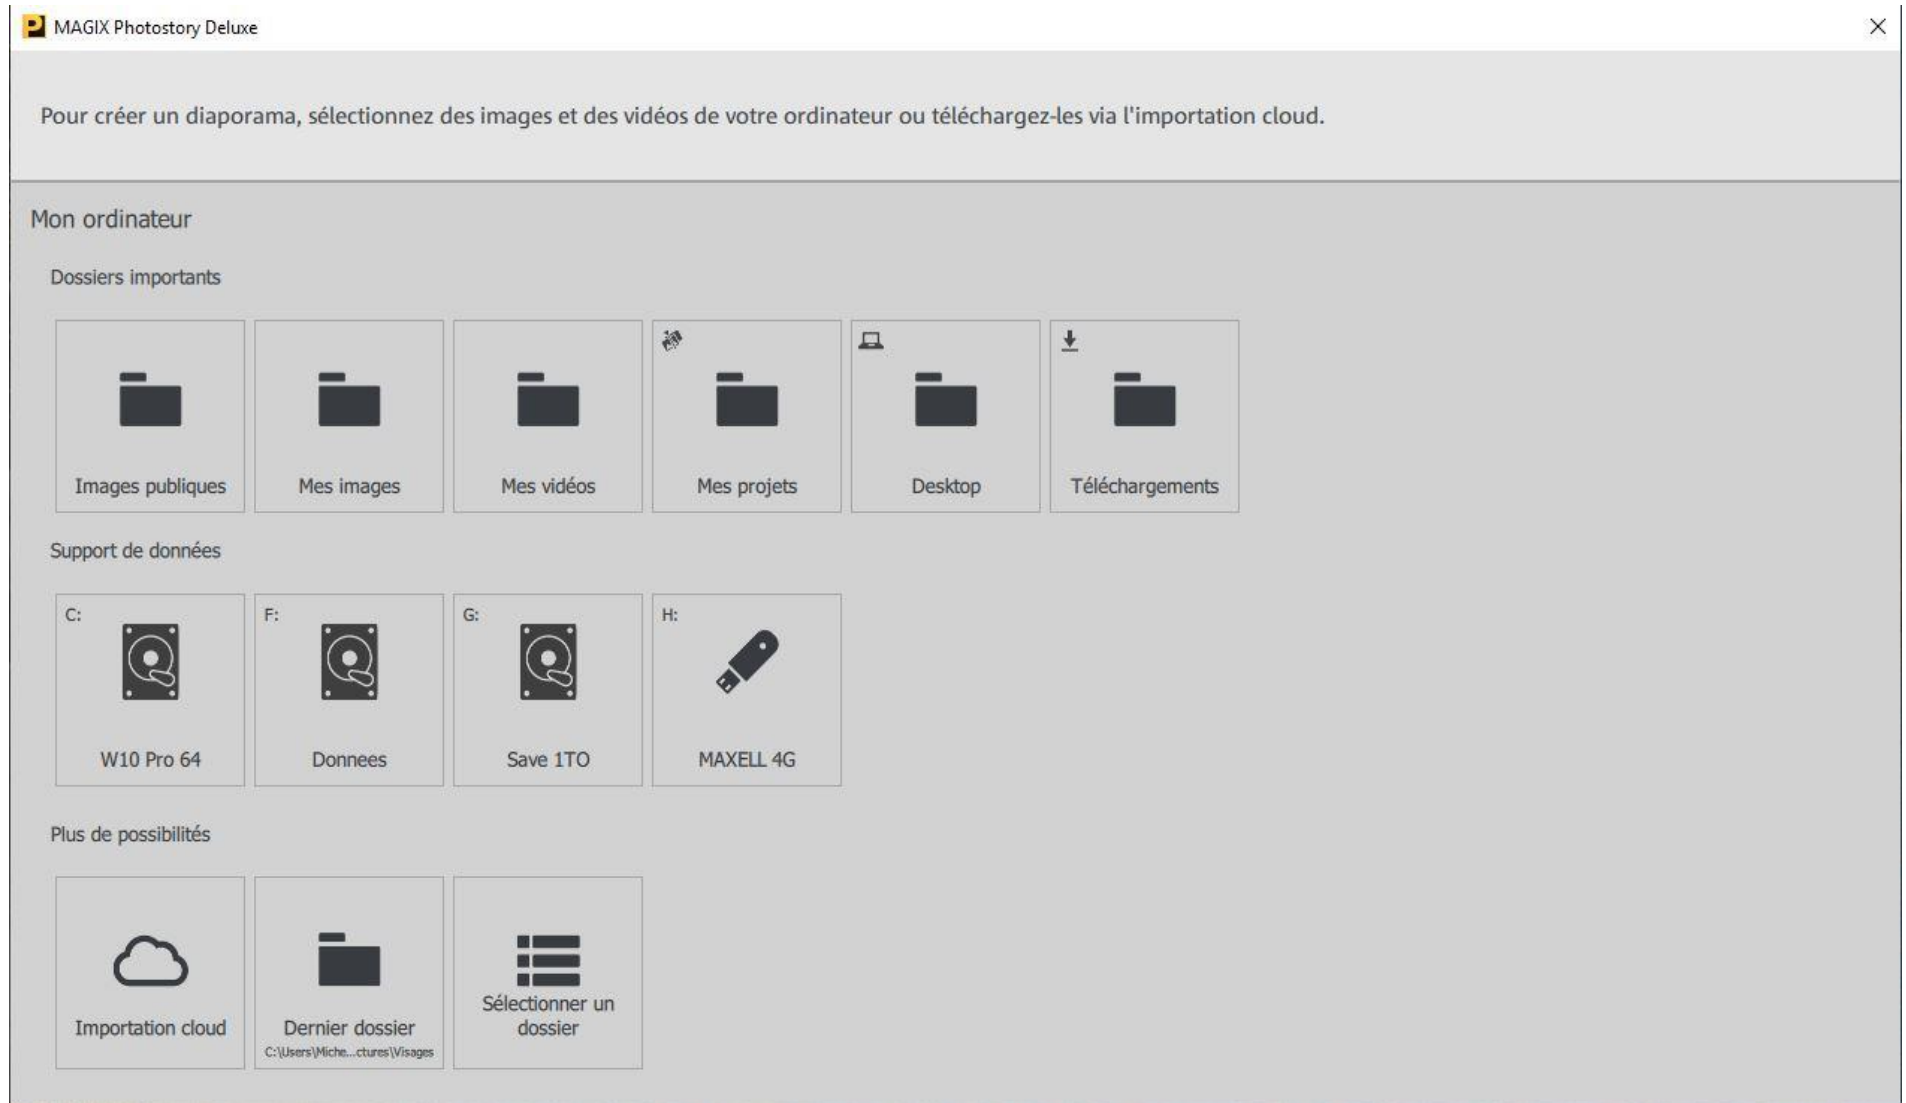 MAGIX Photostory Deluxe
Pour créer un diaporama, sélectionnez des images et des vidéos de votre ordinateur ou téléchargez-les via l'importation cloud.
Mon ordinateur
Dossiers importants
Images publiques
Mes images
Mes vidéos
Mes projets
Desktop
Téléchargements
Support de données
C:
W10 Pro 64
F:
Donnees
G:
Save 1TO
H:
MAXELL 4G
Plus de possibilités
Importation cloud
Dernier dossier
C:\Users\Miche...ctures\Visages
Sélectionner un
dossier